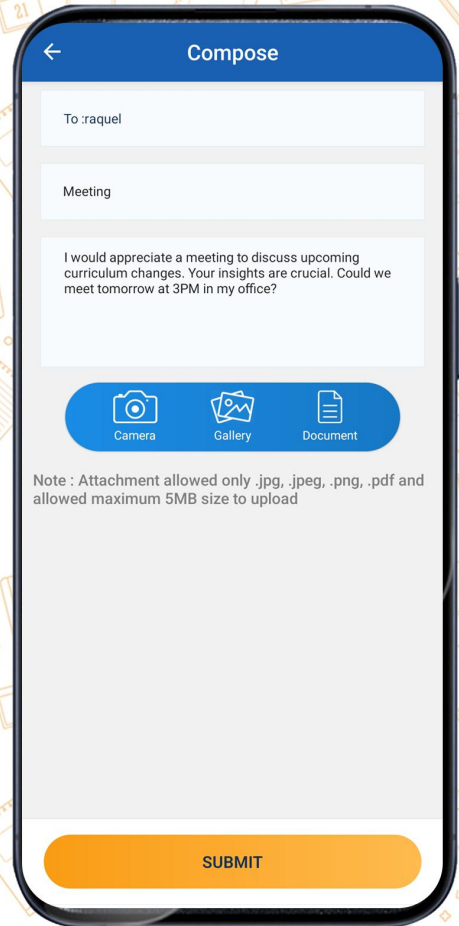 21
Compose
To :raquel
Meeting
I would appreciate a meeting to discuss upcoming
curriculum changes. Your insights are crucial. Could we
meet tomorrow at 3PM in my office?
Camera
Gallery
Document
Note : Attachment allowed only .jpg, .jpeg, .png, .pdf and
allowed maximum 5MB size to upload
SUBMIT